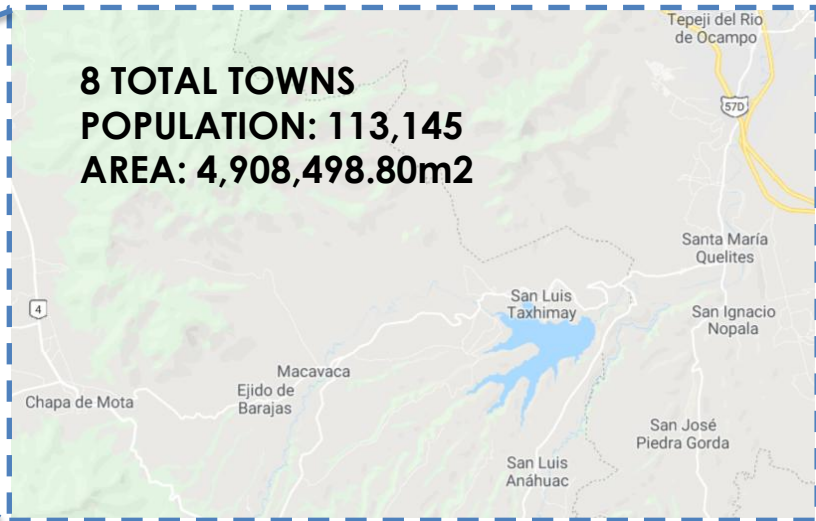 Tepeji del Rio
de Ocampo
8 TOTAL TOWNS
POPULATION: 113,145
AREA: 4,908,498.80m2
57D
Santa María
Quelites
San Luis
Taxhimay
San Ignacio
Nopala
4
Macavaca
Ejido de
Barajas
Chapa de Mota
San José
Piedra Gorda
San Luis
Anáhuac